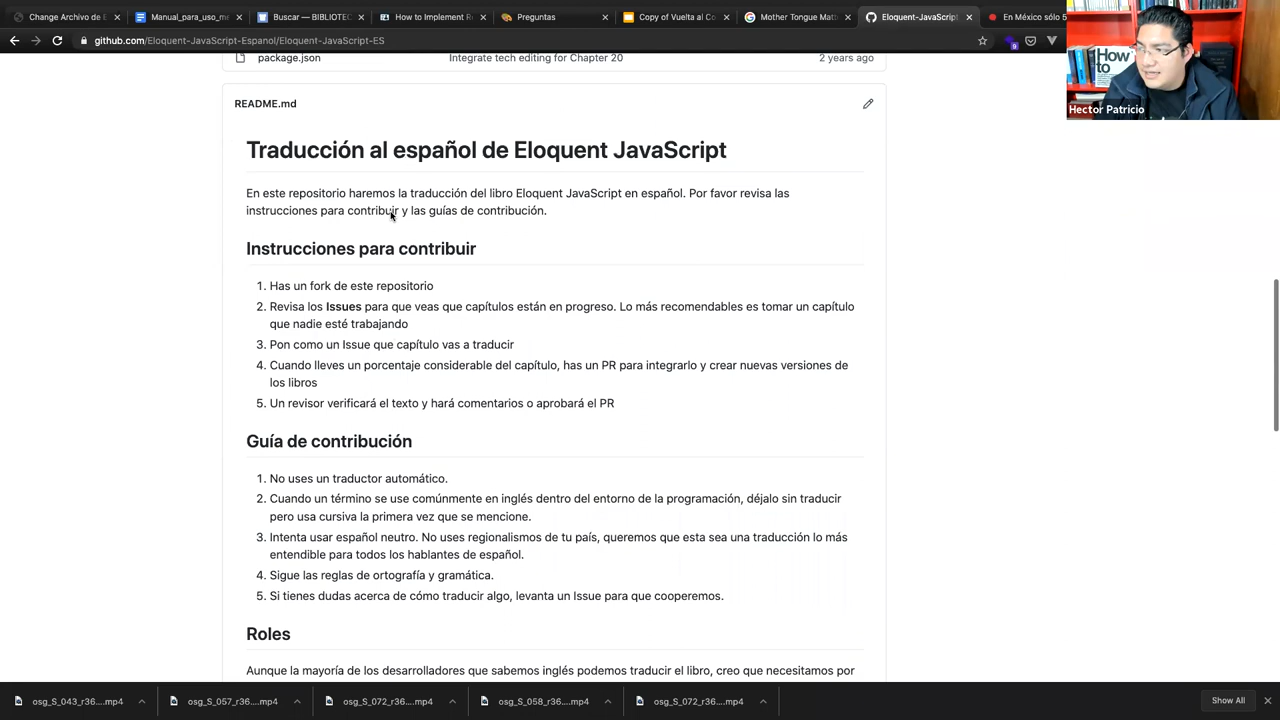 Change Archivo de E
Manual_para_uso_me
Buscar — BIBLIOTEC
How to Implement R
Preguntas
Copy of Vuelta al Co
Mother Tongue Matt
Eloquent-JavaScript
En México sólo 5
github.com/Eloquent-JavaScript-Espanol/Eloquent-JavaScript-ES
9
How to
Hector Patricio
package.json
Integrate tech editing for Chapter 20
2 years ago
README.md
Traducción al español de Eloquent JavaScript
En este repositorio haremos la traducción del libro Eloquent JavaScript en español. Por favor revisa las
instrucciones para contribuir y las guías de contribución.
Instrucciones para contribuir
1. Has un fork de este repositorio
2. Revisa los Issues para que veas que capítulos están en progreso. Lo más recomendables es tomar un capítulo
que nadie esté trabajando
3. Pon como un Issue que capítulo vas a traducir
4. Cuando lleves un porcentaje considerable del capítulo, has un PR para integrarlo y crear nuevas versiones de
los libros
5. Un revisor verificará el texto y hará comentarios o aprobará el PR
Guía de contribución
1. No uses un traductor automático.
2. Cuando un término se use comúnmente en inglés dentro del entorno de la programación, déjalo sin traducir
pero usa cursiva la primera vez que se mencione.
3. Intenta usar español neutro. No uses regionalismos de tu país, queremos que esta sea una traducción lo más
entendible para todos los hablantes de español.
4. Sigue las reglas de ortografía y gramática.
5. Si tienes dudas acerca de cómo traducir algo, levanta un Issue para que cooperemos.
Roles
Aunque la mayoría de los desarrolladores que sabemos inglés podemos traducir el libro, creo que necesitamos por
osg_S_043_r36....mp4
osg_S_057_r36....mp4
osg_S_072_r36....mp4
osg_S_058_r36....mp4
osg_S_072_r36....mp4
Show All